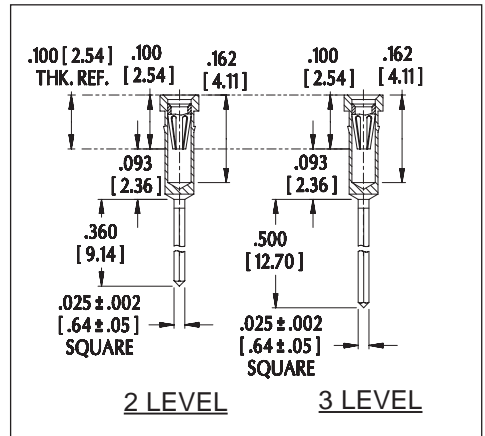 .100 [ 2.54 ]
THK. REF.
.100
[ 2.54 ]
.162
[ 4.11 ]
.093
[ 2.36 ]
.360
[ 9.14 ]
.025 ± .002
[ .64 ± .05 ]
SQUARE
2 LEVEL
.100
[ 2.54 ]
.162
[ 4.11 ]
.093
[ 2.36 ]
.500
[ 12.70 ]
.025 ± .002
[ .64 ± .05 ]
SQUARE
3 LEVEL